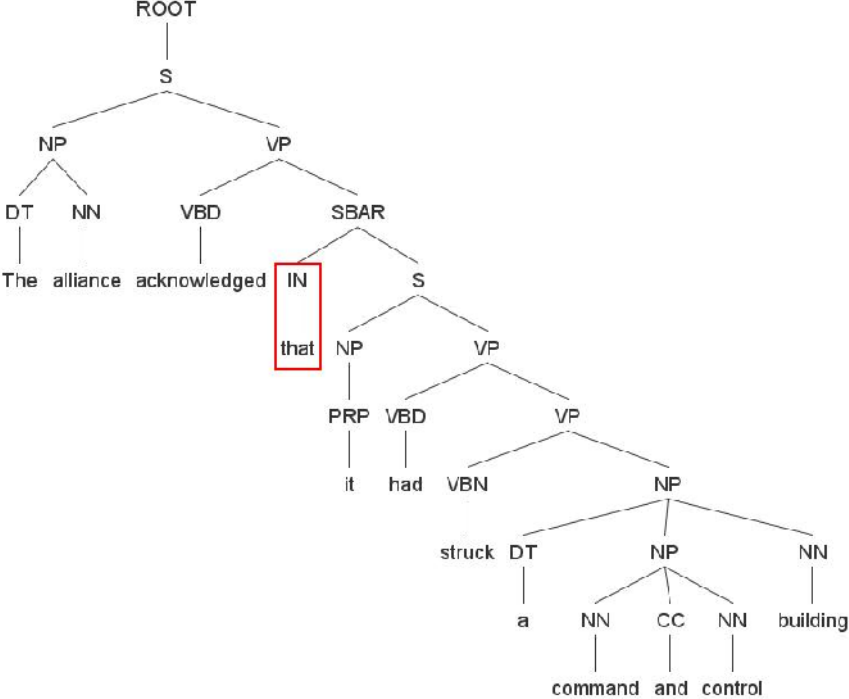 ROOT
S
NP VP
DT NN VBD SBAR
The alliance acknowledged IN S
that NP VP
PRP VBD VP
it had VBN NP
struck DT NP NN
a NN CC NN building
command and control